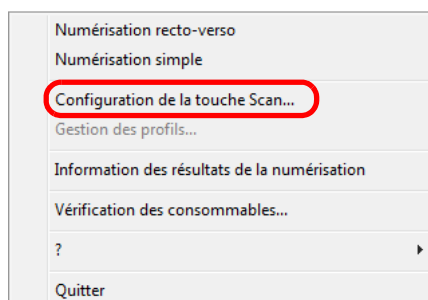 Numérisation recto-verso
Numérisation simple
Configuration de la touche Scan...
Gestion des profils...
Information des résultats de la numérisation
Vérification des consommables...
?
Quitter